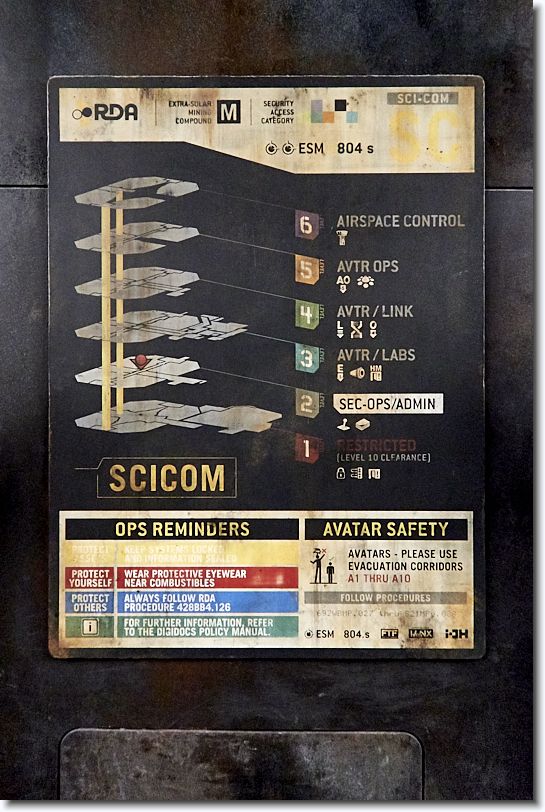 RDA
EXTRA-SOLAR
MINING
COMPOUND
M
SECURITY
ACCESS
CATEGORY
SCI-COM
SC
ESM 804 s
6 AIRSPACE CONTROL
5 AVTR OPS
AO
4 AVTR / LINK
L O
3 AVTR / LABS
E HM
2 SEC-OPS/ADMIN
1 RESTRICTED
(LEVEL 10 CLEARANCE)
SCICOM
OPS REMINDERS
PROTECT KEEP SYSTEMS LOCKED
AND INFORMATION SEALED
PROTECT YOURSELF WEAR PROTECTIVE EYEWEAR
NEAR COMBUSTIBLES
PROTECT OTHERS ALWAYS FOLLOW RDA
PROCEDURE 428BB4.126
i FOR FURTHER INFORMATION, REFER
TO THE DIGIDOCS POLICY MANUAL.
AVATAR SAFETY
AVATARS - PLEASE USE
EVACUATION CORRIDORS
A1 THRU A10
FOLLOW PROCEDURES
ESM 804.s FTF